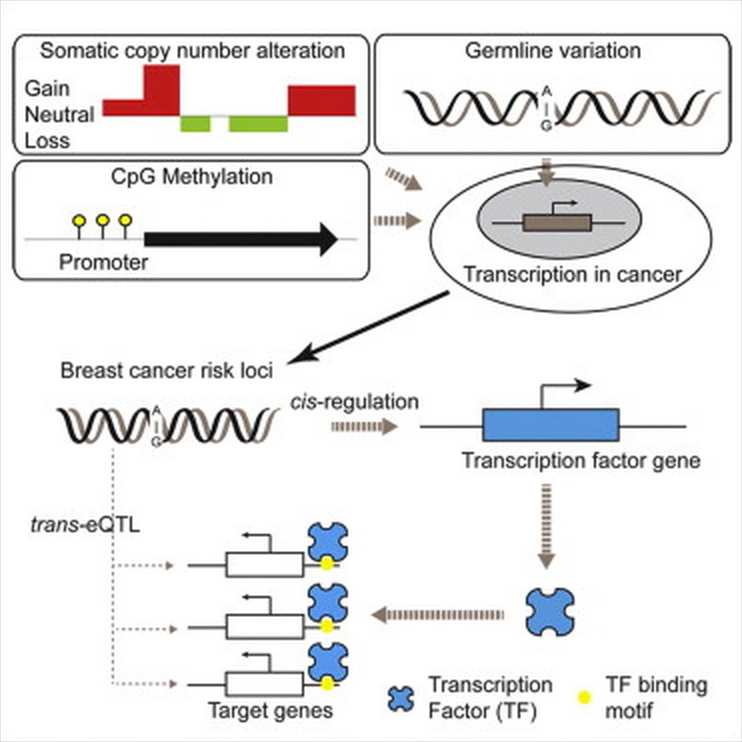 Somatic copy number alteration
Gain
Neutral
Loss
Germline variation
A
G
CpG Methylation
Promoter
Transcription in cancer
Breast cancer risk loci
A
G
cis-regulation
Transcription factor gene
trans-eQTL
Target genes
Transcription
Factor (TF)
TF binding
motif